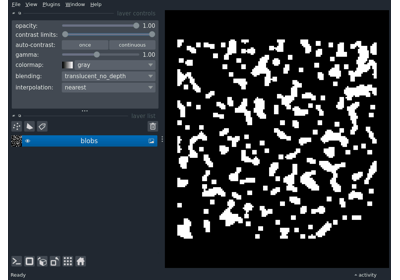 File View Plugins Window Help
layer controls
opacity: 1.00
contrast limits:
auto-contrast: once continuous
gamma: 1.00
colormap: gray
blending: translucent_no_depth
interpolation: nearest
layer list
blobs
Ready activity